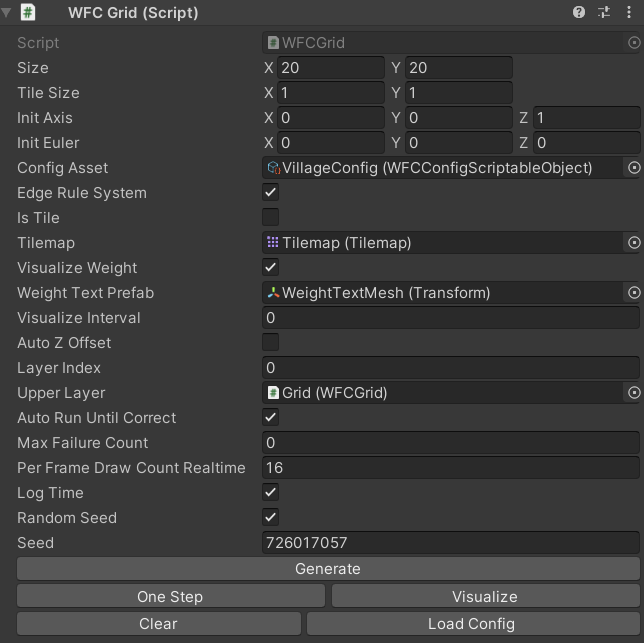 WFC Grid (Script)
Script WFCGrid
Size X 20 Y 20
Tile Size X 1 Y 1
Init Axis X 0 Y 0 Z 1
Init Euler X 0 Y 0 Z 0
Config Asset VillageConfig (WFCConfigScriptableObject)
Edge Rule System
Is Tile
Tilemap Tilemap (Tilemap)
Visualize Weight
Weight Text Prefab WeightTextMesh (Transform)
Visualize Interval 0
Auto Z Offset
Layer Index 0
Upper Layer Grid (WFCGrid)
Auto Run Until Correct
Max Failure Count 0
Per Frame Draw Count Realtime 16
Log Time
Random Seed
Seed 726017057
Generate
One Step Visualize
Clear Load Config